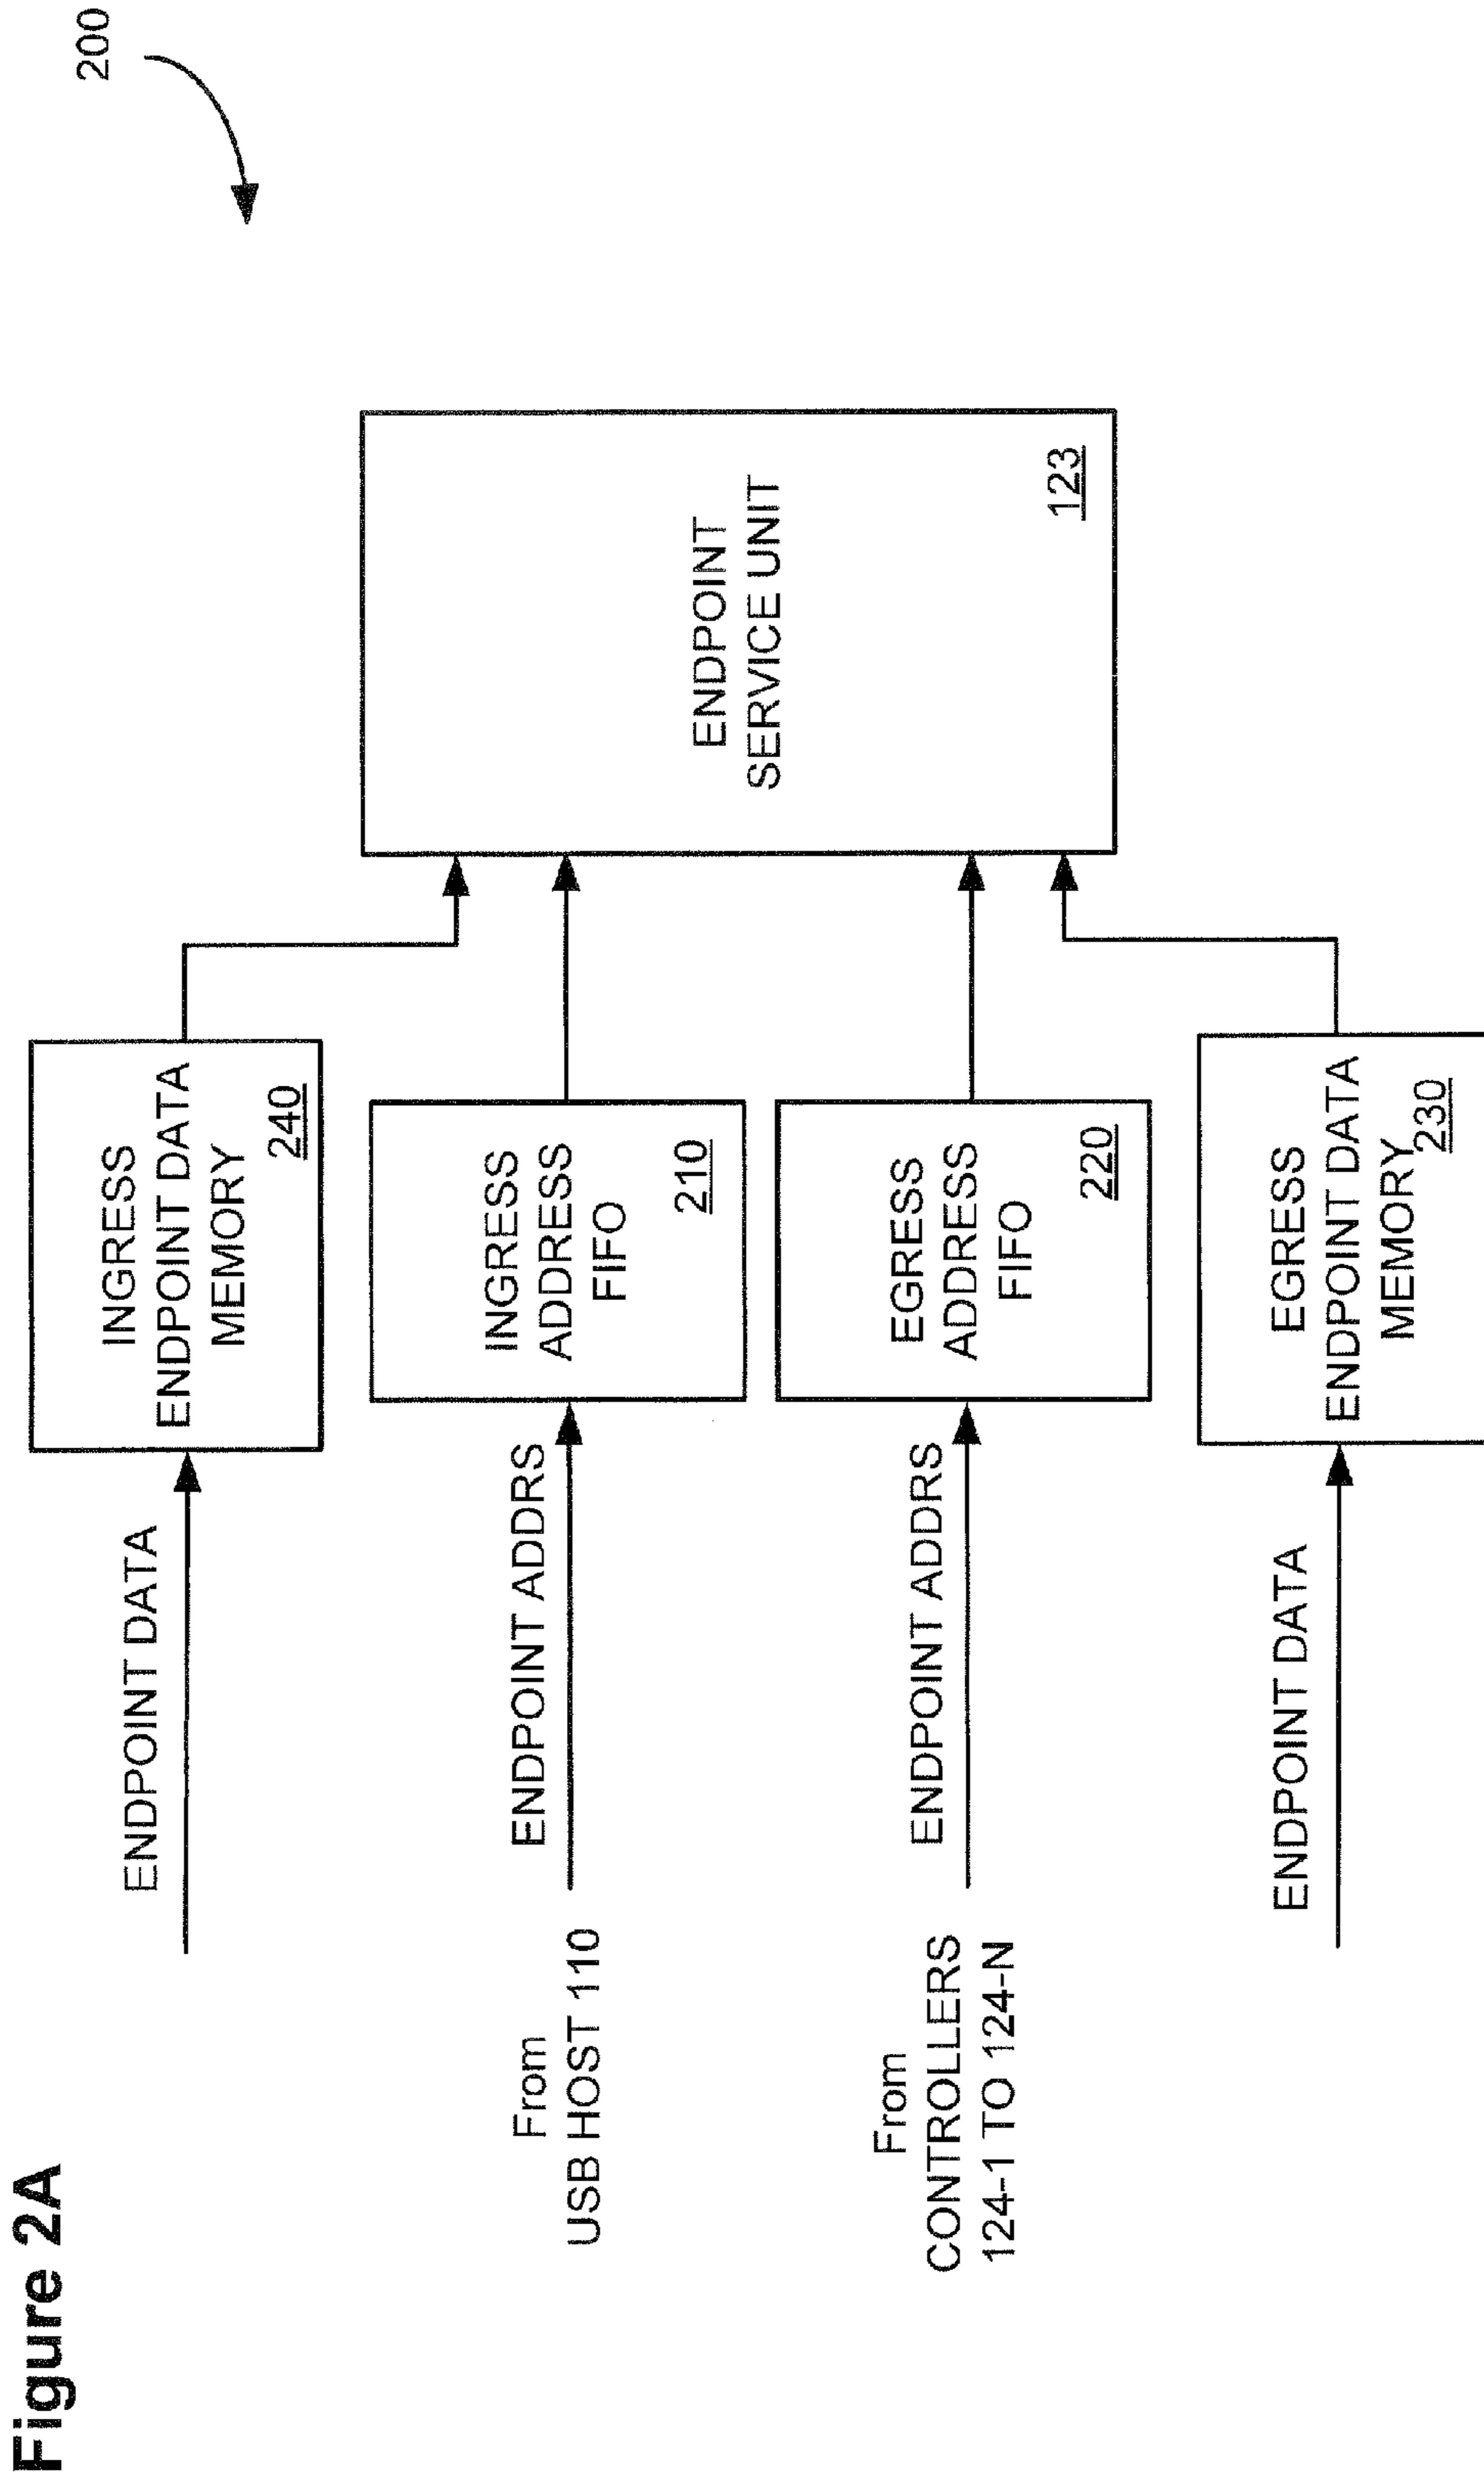 Figure 2A
200
ENDPOINT DATA
INGRESS
ENDPOINT DATA
MEMORY
240
From
USB HOST 110
ENDPOINT ADDRS
INGRESS
ADDRESS
FIFO
210
ENDPOINT
SERVICE UNIT
123
From
CONTROLLERS
124-1 TO 124-N
ENDPOINT ADDRS
EGRESS
ADDRESS
FIFO
220
ENDPOINT DATA
EGRESS
ENDPOINT DATA
MEMORY
230